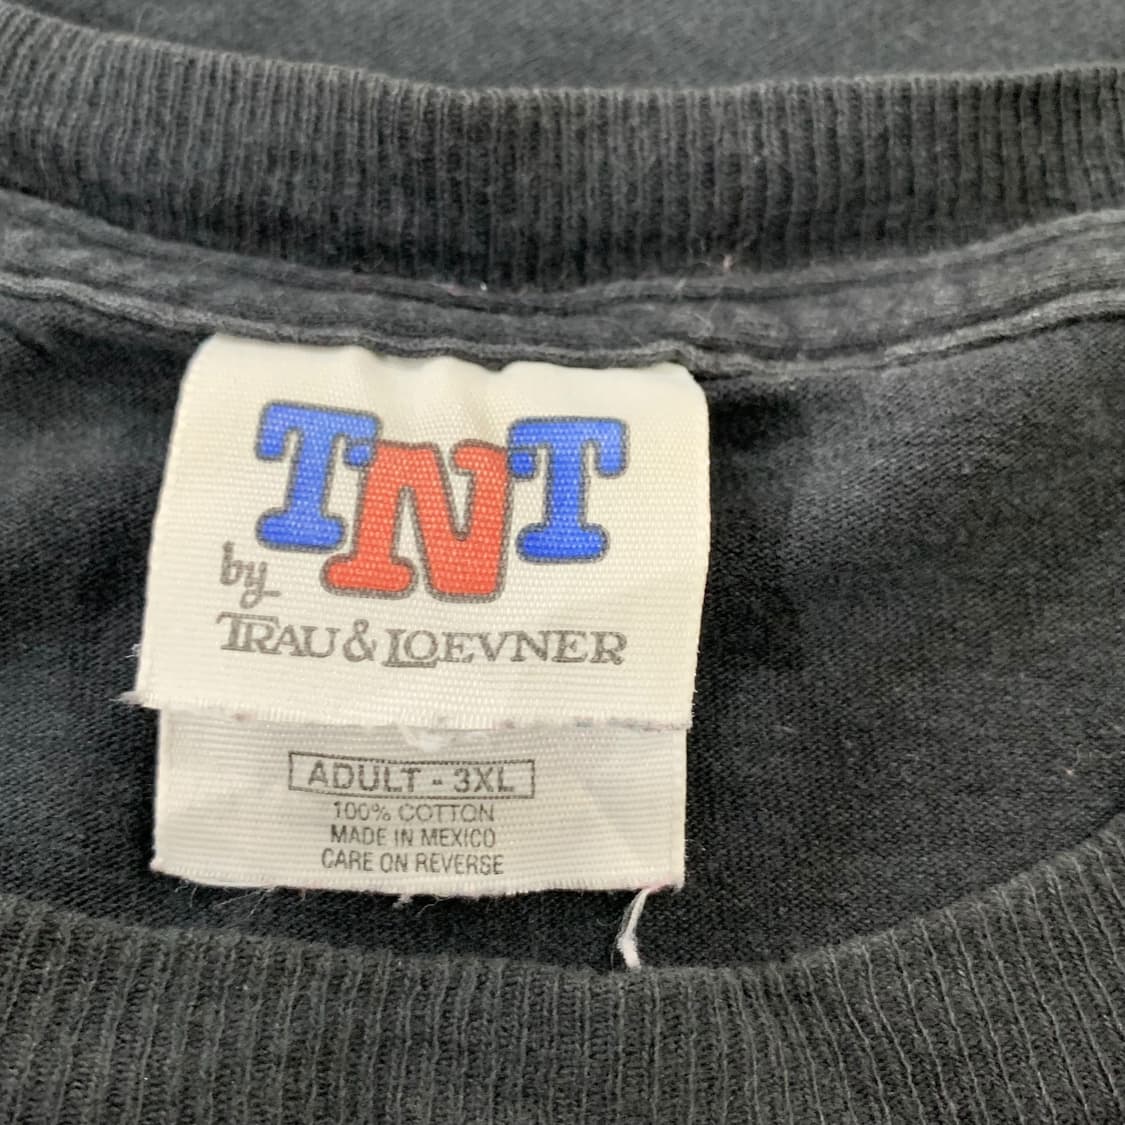 TNT
by
TRAU & LOEVNER
ADULT - 3XL
100% COTTON
MADE IN MEXICO
CARE ON REVERSE